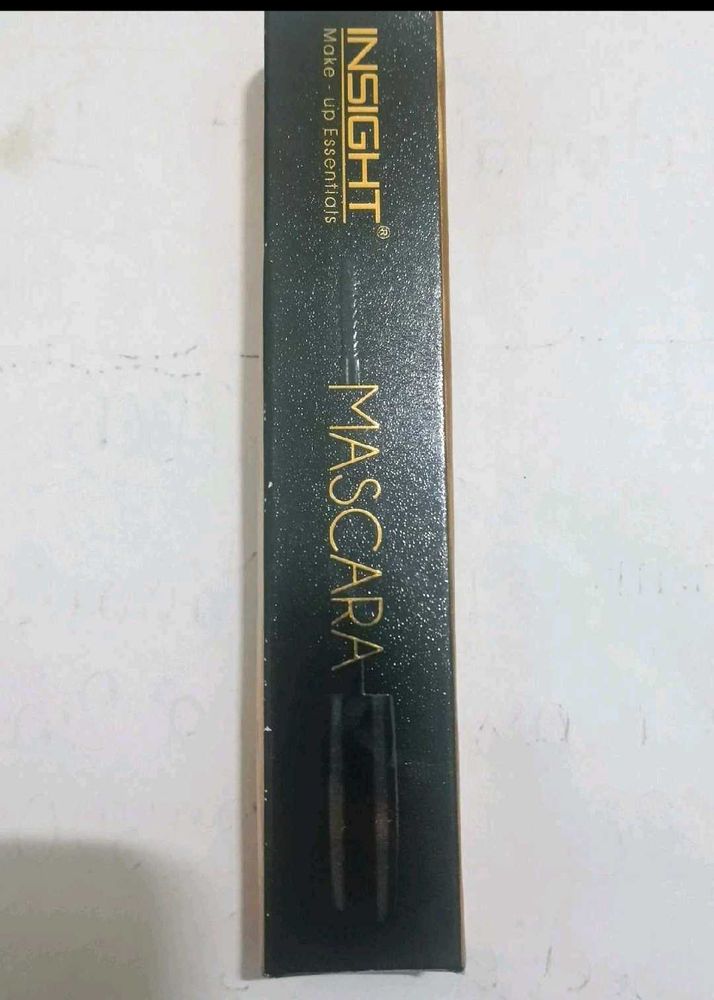 INSIGHT®
Make - up Essentials
MASCARA